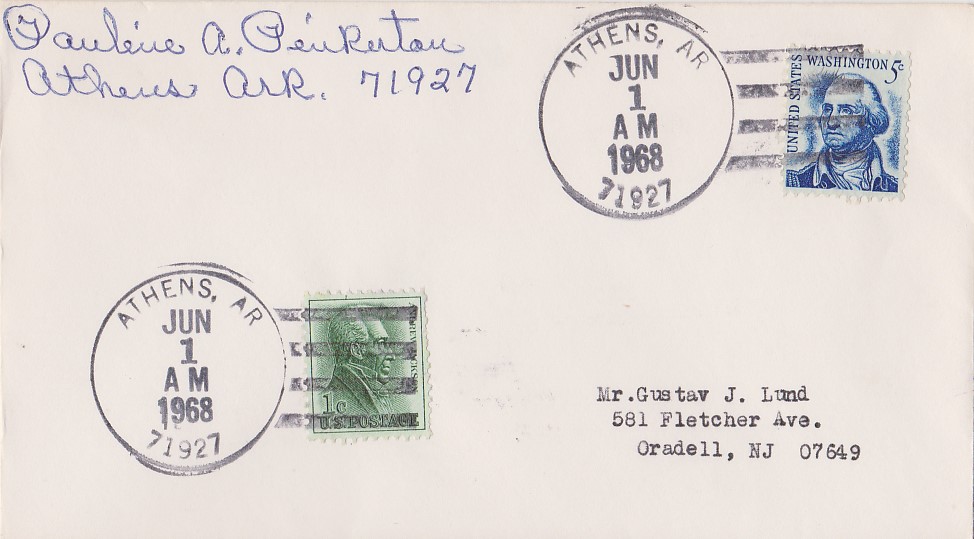 Pauline A. Pinkerton
Athens Ark. 71927
ATHENS, AR
JUN
1
AM
1968
71927
UNITED STATES
WASHINGTON 5c
ATHENS, AR
JUN
1
AM
1968
71927
1c
U.S. POSTAGE
Mr.Gustav J. Lund
581 Fletcher Ave.
Oradell, NJ 07649